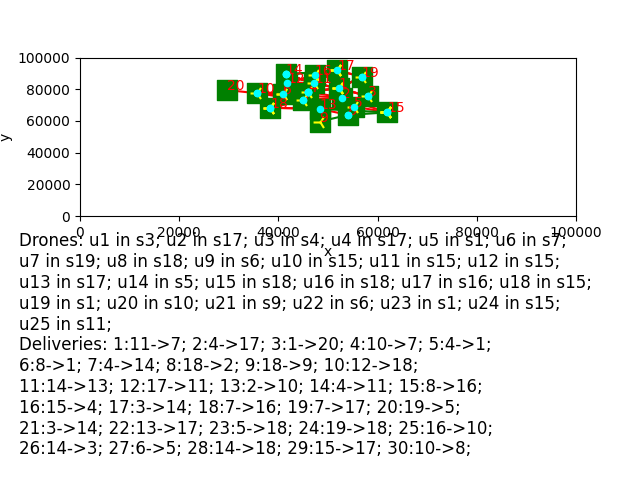 100000
80000
60000
40000
20000
0
y
0 20000 40000 60000 80000 100000
x
Drones: u1 in s3; u2 in s17; u3 in s4; u4 in s17; u5 in s1; u6 in s7;
u7 in s19; u8 in s18; u9 in s6; u10 in s15; u11 in s15; u12 in s15;
u13 in s17; u14 in s5; u15 in s18; u16 in s18; u17 in s16; u18 in s15;
u19 in s1; u20 in s10; u21 in s9; u22 in s6; u23 in s1; u24 in s15;
u25 in s11;
Deliveries: 1:11->7; 2:4->17; 3:1->20; 4:10->7; 5:4->1;
6:8->1; 7:4->14; 8:18->2; 9:18->9; 10:12->18;
11:14->13; 12:17->11; 13:2->10; 14:4->11; 15:8->16;
16:15->4; 17:3->14; 18:7->16; 19:7->17; 20:19->5;
21:3->14; 22:13->17; 23:5->18; 24:19->18; 25:16->10;
26:14->3; 27:6->5; 28:14->18; 29:15->17; 30:10->8;